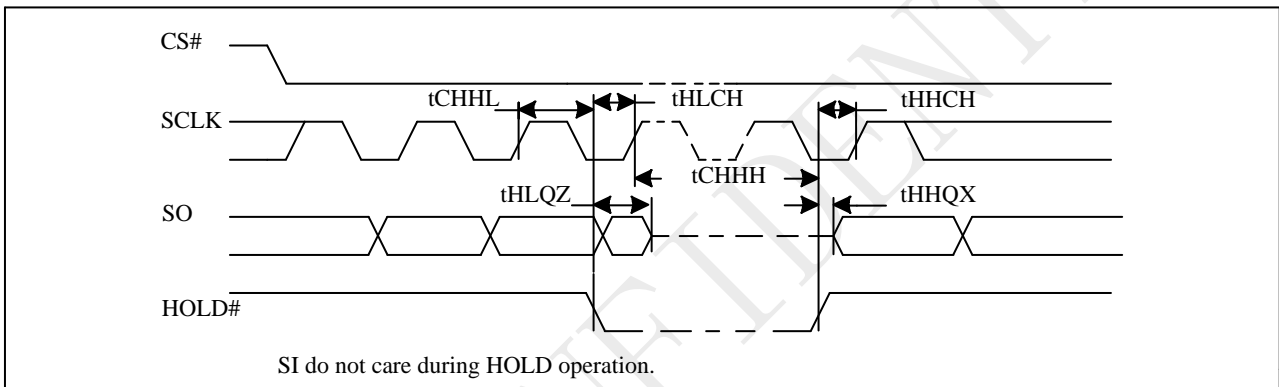 CS#
tCHHL
tHLCH
tHHCH
SCLK
tCHHH
tHLQZ
tHHQX
SO
HOLD#
SI do not care during HOLD operation.